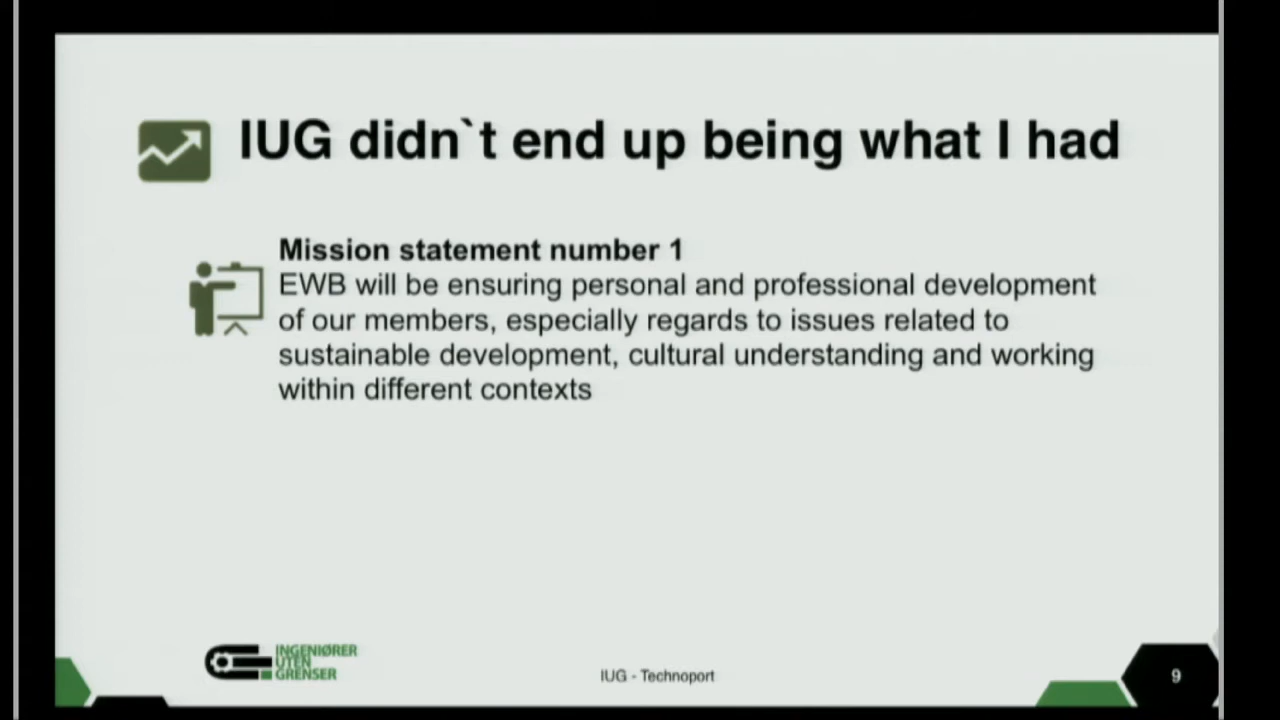 IUG didn`t end up being what I had
Mission statement number 1
EWB will be ensuring personal and professional development
of our members, especially regards to issues related to
sustainable development, cultural understanding and working
within different contexts
INGENIØRER
UTEN
GRENSER
IUG - Technoport
9